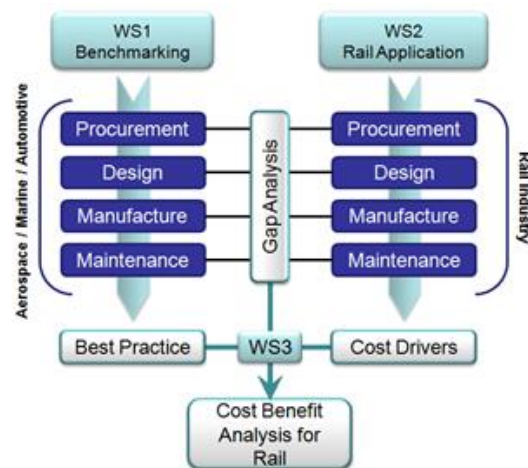 WS1
Benchmarking
WS2
Rail Application
Aerospace / Marine / Automotive
Procurement
Design
Manufacture
Maintenance
Gap Analysis
Procurement
Design
Manufacture
Maintenance
Rail Industry
Best Practice
WS3
Cost Drivers
Cost Benefit
Analysis for
Rail